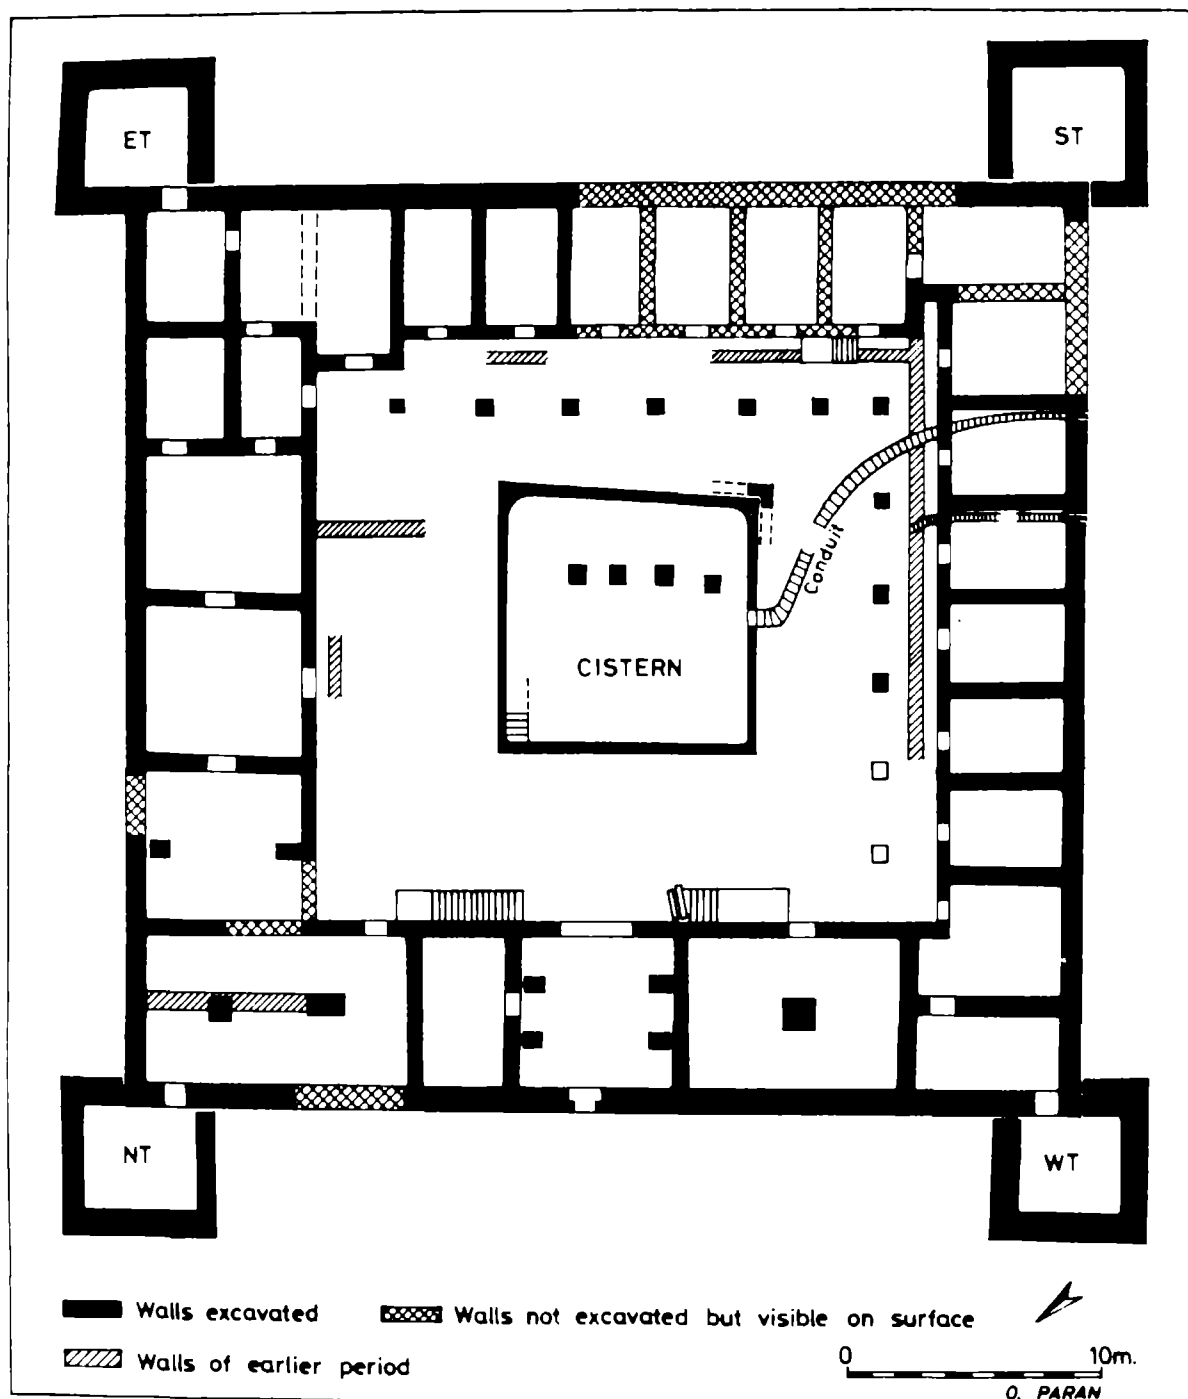 ET
ST
Conduit
CISTERN
NT
WT
Walls excavated
Walls not excavated but visible on surface
Walls of earlier period
0 10m.
O. PARAN